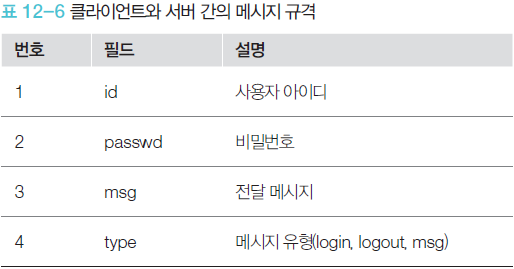 표 12-6 클라이언트와 서버 간의 메시지 규격
번호 필드 설명
1 id 사용자 아이디
2 passwd 비밀번호
3 msg 전달 메시지
4 type 메시지 유형(login, logout, msg)